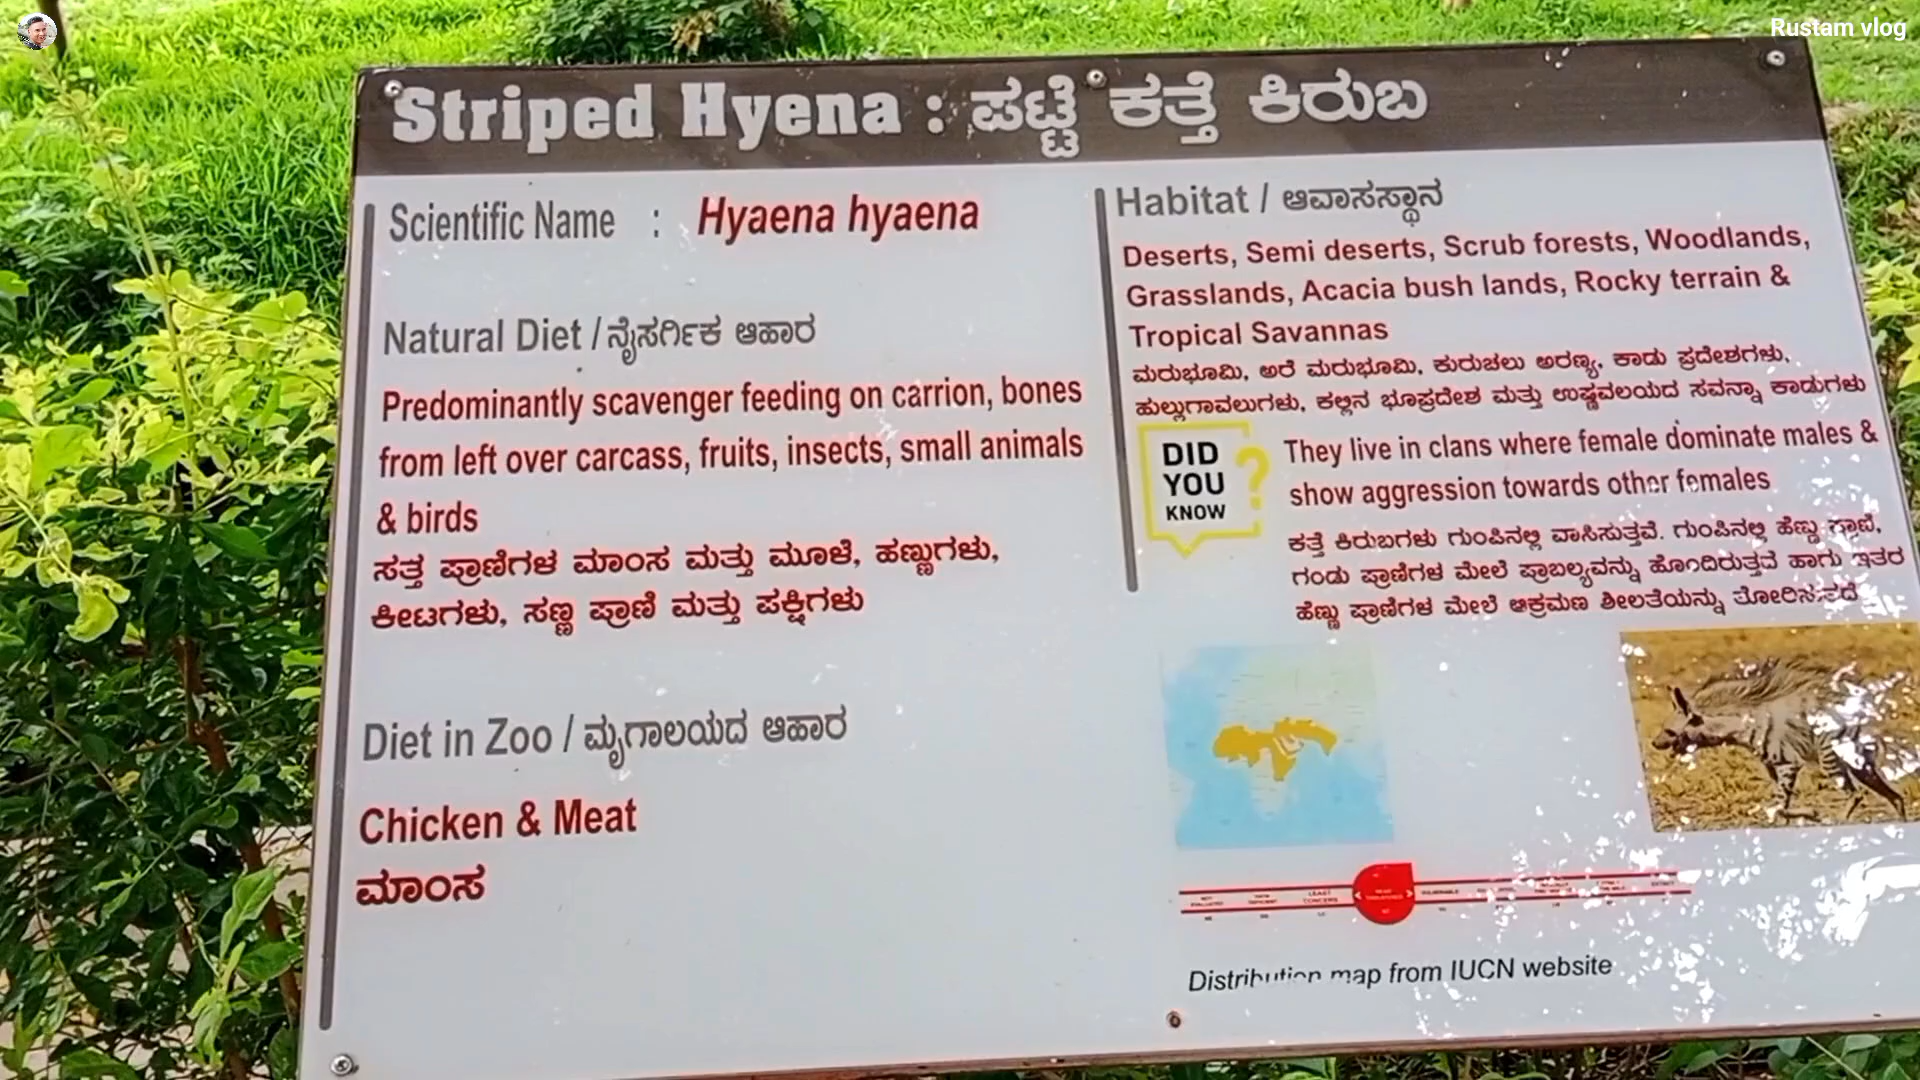 Rustam vlog
Striped Hyena : ಪಟ್ಟೆ ಕತ್ತೆ ಕಿರುಬ
Scientific Name : Hyaena hyaena
Natural Diet / ನೈಸರ್ಗಿಕ ಆಹಾರ
Predominantly scavenger feeding on carrion, bones
from left over carcass, fruits, insects, small animals
& birds
ಸತ್ತ ಪ್ರಾಣಿಗಳ ಮಾಂಸ ಮತ್ತು ಮೂಳೆ, ಹಣ್ಣುಗಳು,
ಕೀಟಗಳು, ಸಣ್ಣ ಪ್ರಾಣಿ ಮತ್ತು ಪಕ್ಷಿಗಳು
Diet in Zoo / ಮೃಗಾಲಯದ ಆಹಾರ
Chicken & Meat
ಮಾಂಸ
Habitat / ಆವಾಸಸ್ಥಾನ
Deserts, Semi deserts, Scrub forests, Woodlands,
Grasslands, Acacia bush lands, Rocky terrain &
Tropical Savannas
ಮರುಭೂಮಿ, ಅರೆ ಮರುಭೂಮಿ, ಕುರುಚಲು ಅರಣ್ಯ, ಕಾಡು ಪ್ರದೇಶಗಳು,
ಹುಲ್ಲುಗಾವಲುಗಳು, ಕಲ್ಲಿನ ಭೂಪ್ರದೇಶ ಮತ್ತು ಉಷ್ಣವಲಯದ ಸವನ್ನಾ ಕಾಡುಗಳು
DID
YOU
KNOW
?
They live in clans where female dominate males &
show aggression towards other females
ಕತ್ತೆ ಕಿರುಬಗಳು ಗುಂಪಿನಲ್ಲಿ ವಾಸಿಸುತ್ತವೆ. ಗುಂಪಿನಲ್ಲಿ ಹೆಣ್ಣು ಪ್ರಾಣಿ,
ಗಂಡು ಪ್ರಾಣಿಗಳ ಮೇಲೆ ಪ್ರಾಬಲ್ಯವನ್ನು ಹೊಂದಿರುತ್ತವೆ ಹಾಗು ಇತರ
ಹೆಣ್ಣು ಪ್ರಾಣಿಗಳ ಮೇಲೆ ಆಕ್ರಮಣ ಶೀಲತೆಯನ್ನು
LEAST
CONCERN
Distribution map from IUCN website